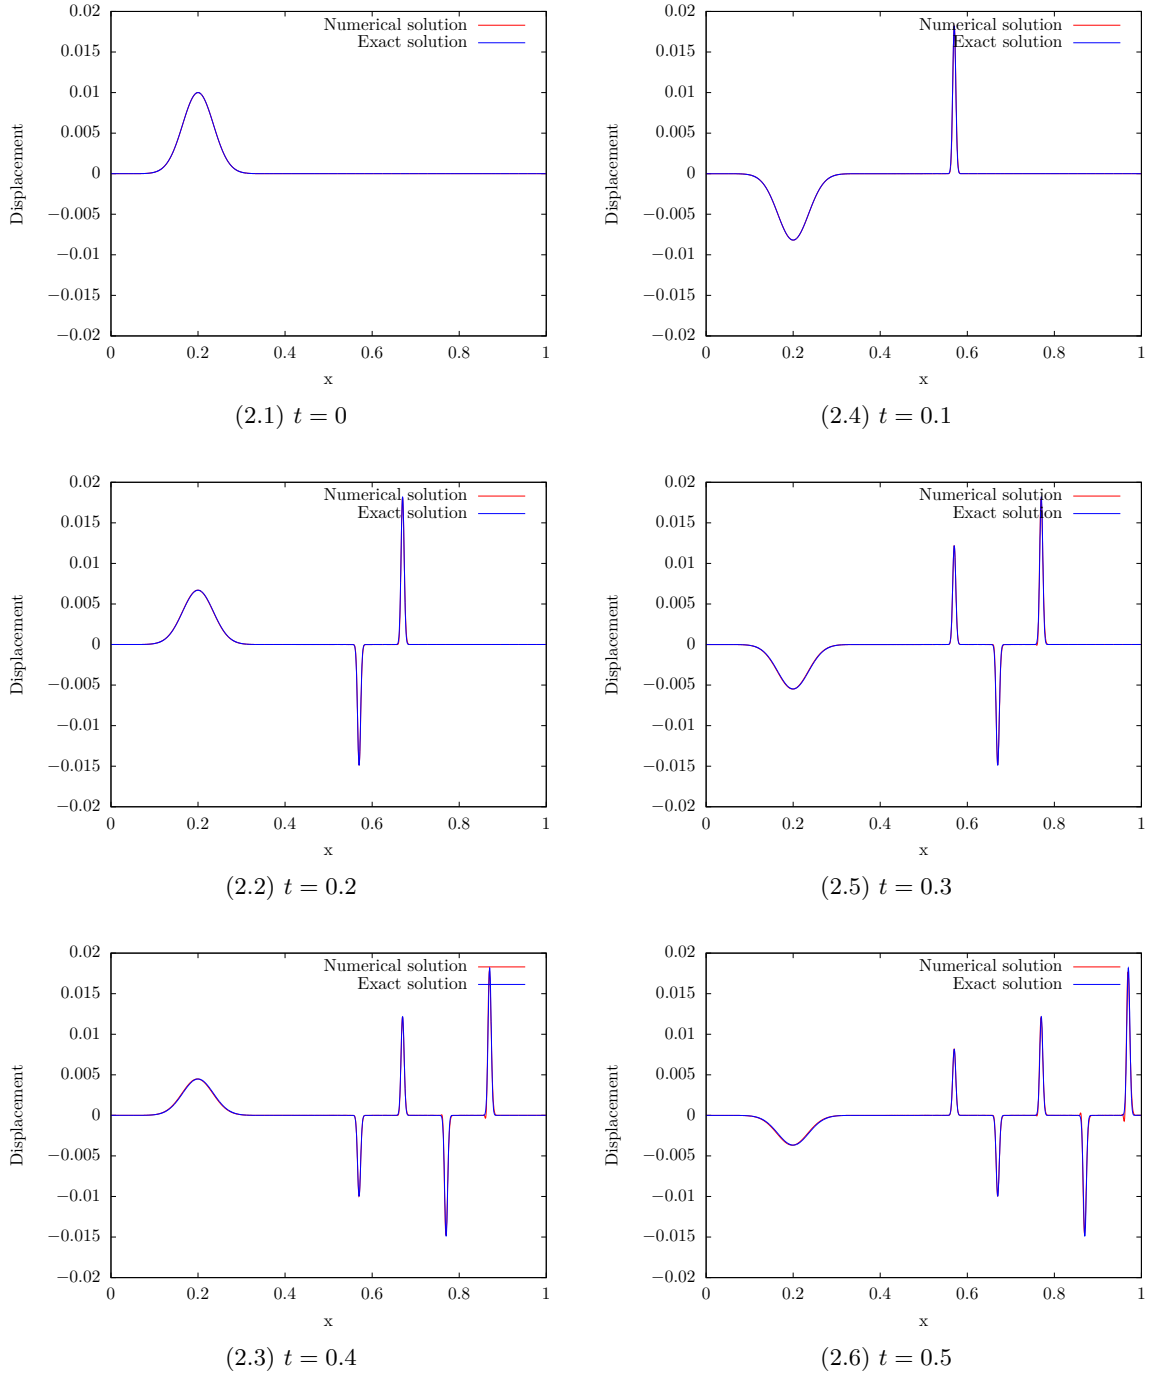 0.02
0.015
0.01
0.005
0
−0.005
−0.01
−0.015
−0.02
Displacement
0 0.2 0.4 0.6 0.8 1
x
Numerical solution
Exact solution
(2.1) t = 0
0.02
0.015
0.01
0.005
0
−0.005
−0.01
−0.015
−0.02
Displacement
0 0.2 0.4 0.6 0.8 1
x
Numerical solution
Exact solution
(2.4) t = 0.1
0.02
0.015
0.01
0.005
0
−0.005
−0.01
−0.015
−0.02
Displacement
0 0.2 0.4 0.6 0.8 1
x
Numerical solution
Exact solution
(2.2) t = 0.2
0.02
0.015
0.01
0.005
0
−0.005
−0.01
−0.015
−0.02
Displacement
0 0.2 0.4 0.6 0.8 1
x
Numerical solution
Exact solution
(2.5) t = 0.3
0.02
0.015
0.01
0.005
0
−0.005
−0.01
−0.015
−0.02
Displacement
0 0.2 0.4 0.6 0.8 1
x
Numerical solution
Exact solution
(2.3) t = 0.4
0.02
0.015
0.01
0.005
0
−0.005
−0.01
−0.015
−0.02
Displacement
0 0.2 0.4 0.6 0.8 1
x
Numerical solution
Exact solution
(2.6) t = 0.5